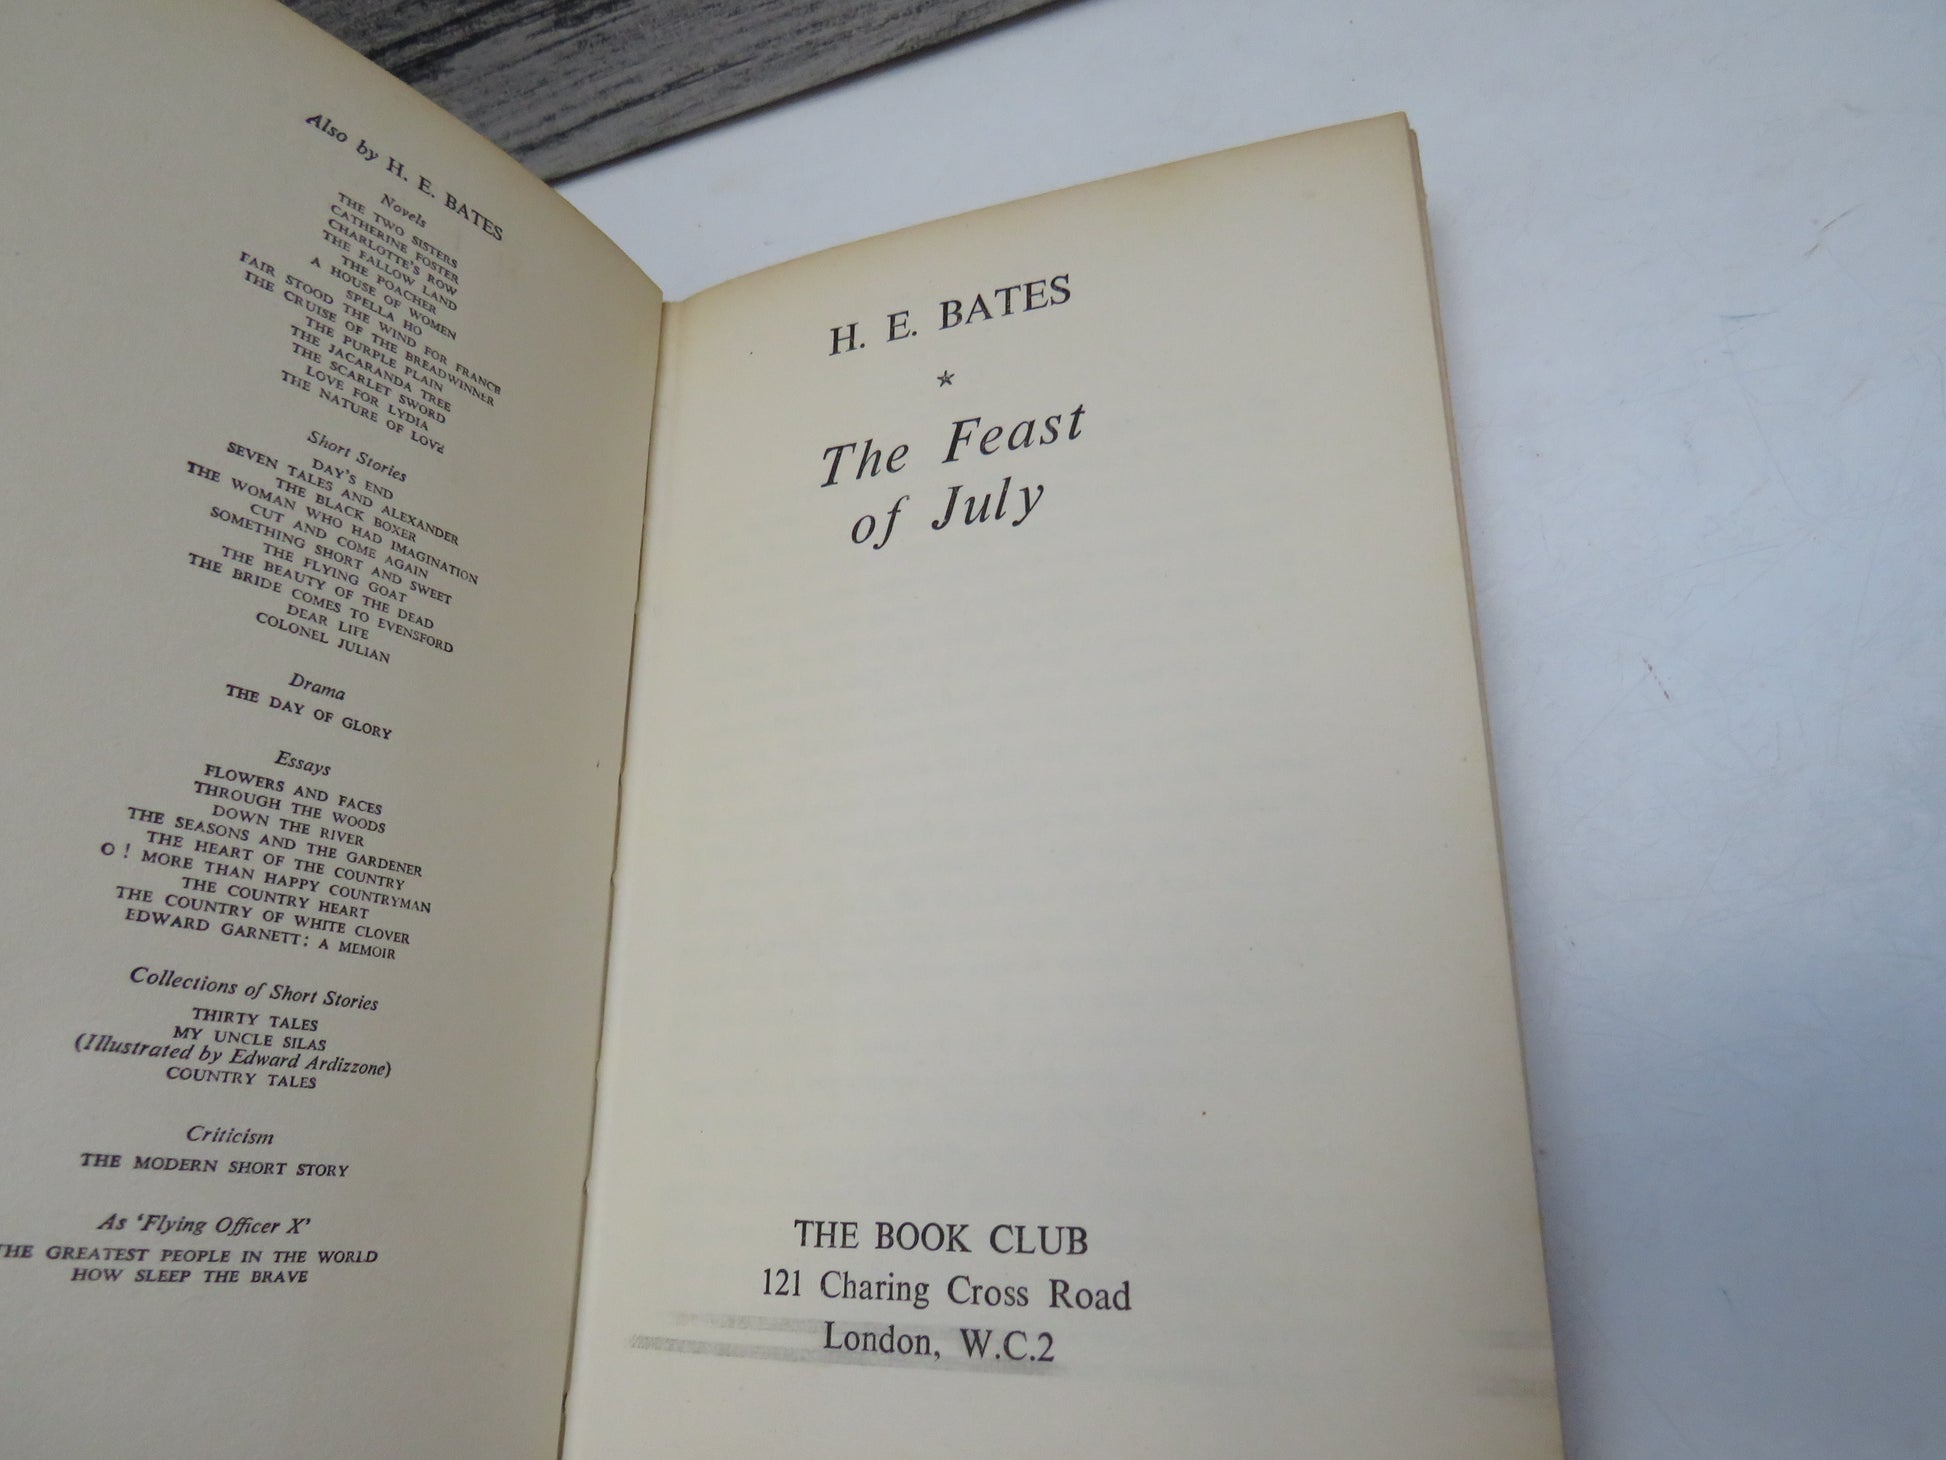 Also by H. E. BATES
Novels
THE TWO SISTERS
CATHERINE FOSTER
CHARLOTTE'S ROW
THE FALLOW LAND
THE POACHER
A HOUSE OF WOMEN
SPELLA HO
FAIR STOOD THE WIND FOR FRANCE
THE CRUISE OF THE BREADWINNER
THE PURPLE PLAIN
THE JACARANDA TREE
THE SCARLET SWORD
LOVE FOR LYDIA
THE NATURE OF LOVE
Short Stories
DAY'S END
SEVEN TALES AND ALEXANDER
THE BLACK BOXER
THE WOMAN WHO HAD IMAGINATION
CUT AND COME AGAIN
SOMETHING SHORT AND SWEET
THE FLYING GOAT
THE BEAUTY OF THE DEAD
THE BRIDE COMES TO EVENSFORD
DEAR LIFE
COLONEL JULIAN
Drama
THE DAY OF GLORY
Essays
FLOWERS AND FACES
THROUGH THE WOODS
DOWN THE RIVER
THE SEASONS AND THE GARDENER
THE HEART OF THE COUNTRY
O! MORE THAN HAPPY COUNTRYMAN
THE COUNTRY HEART
THE COUNTRY OF WHITE CLOVER
EDWARD GARNETT: A MEMOIR
Collections of Short Stories
THIRTY TALES
MY UNCLE SILAS
(Illustrated by Edward Ardizzone)
COUNTRY TALES
Criticism
THE MODERN SHORT STORY
As 'Flying Officer X'
THE GREATEST PEOPLE IN THE WORLD
HOW SLEEP THE BRAVE
H. E. BATES
*
The Feast
of July
THE BOOK CLUB
121 Charing Cross Road
London, W.C.2